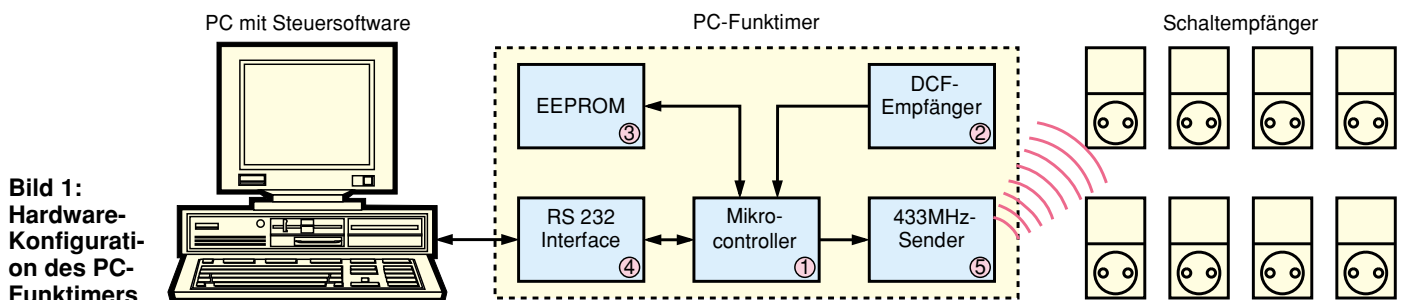 PC mit Steuersoftware
PC-Funktimer
Schaltempfänger
EEPROM
3
DCF-
Empfänger
2
RS 232
Interface
4
Mikro-
controller
1
433MHz-
Sender
5
Bild 1:
Hardware-
Konfigurati-
on des PC-
Funktimers